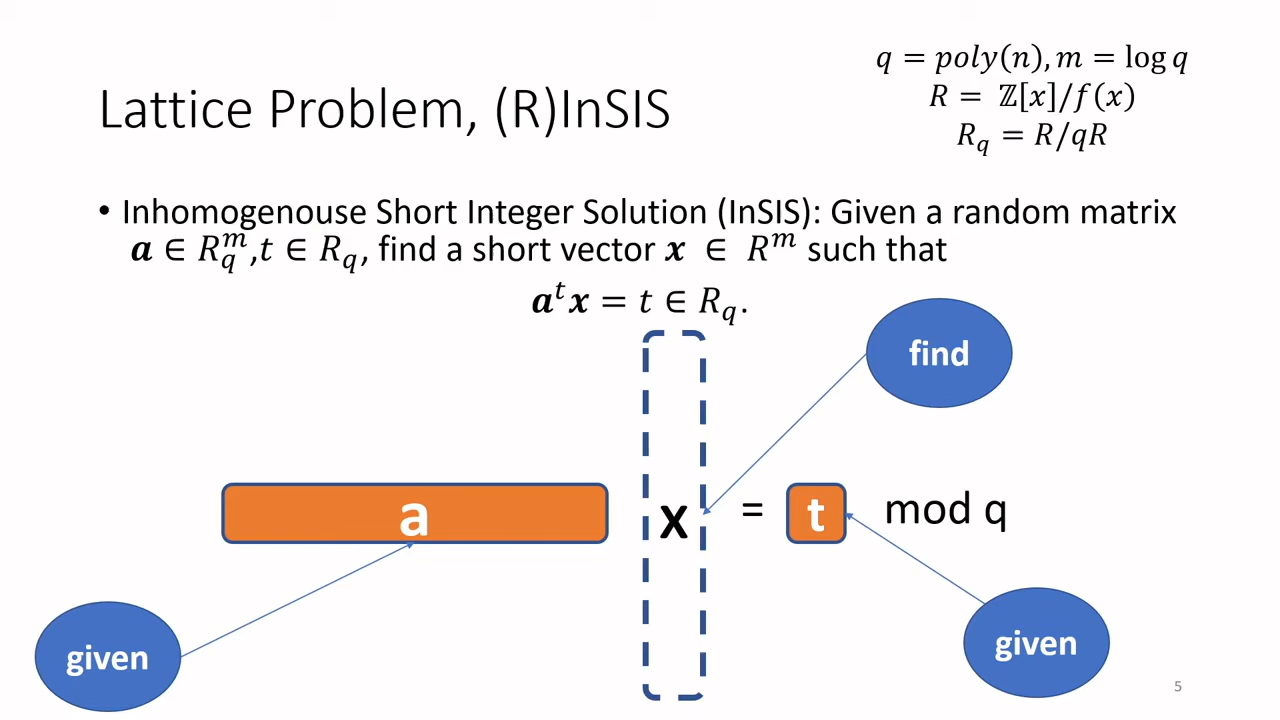 q = poly(n), m = log q
R = ℤ[x]/f(x)
R_q = R/qR
Lattice Problem, (R)InSIS
• Inhomogenouse Short Integer Solution (InSIS): Given a random matrix
a ∈ R_q^m, t ∈ R_q, find a short vector x ∈ R^m such that
a^t x = t ∈ R_q.
find
a x = t mod q
given
given
5